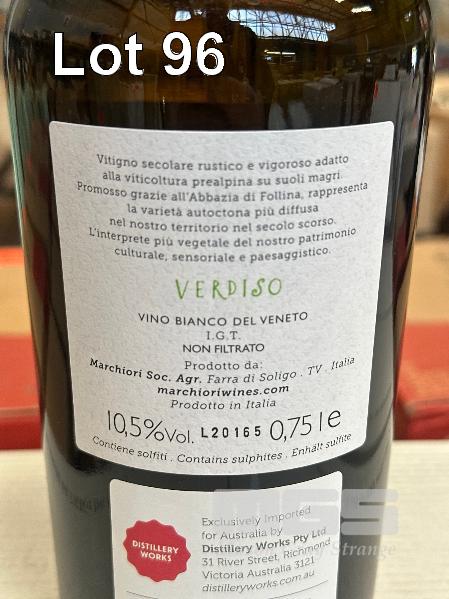 Lot 96
Vitigno secolare rustico e vigoroso adatto
alla viticoltura prealpina su suoli magri.
Promosso grazie all'Abbazia di Follina, rappresenta
la varietà autoctona più diffusa
nel nostro territorio nel secolo scorso.
L'interprete più vegetale del nostro patrimonio
culturale, sensoriale e paesaggistico.
VERDISO
VINO BIANCO DEL VENETO
I.G.T.
NON FILTRATO
Prodotto da:
Marchiori Soc. Agr. Farra di Soligo . TV . Italia
marchioriwines.com
Prodotto in Italia
10,5%Vol. L20165 0,75 l e
Contiene solfiti . Contains sulphites . Enhält sulfite
DISTILLERY
WORKS
Exclusively Imported
for Australia by
Distillery Works Pty Ltd
31 River Street, Richmond
Victoria Australia 3121
distilleryworks.com.au
Strange